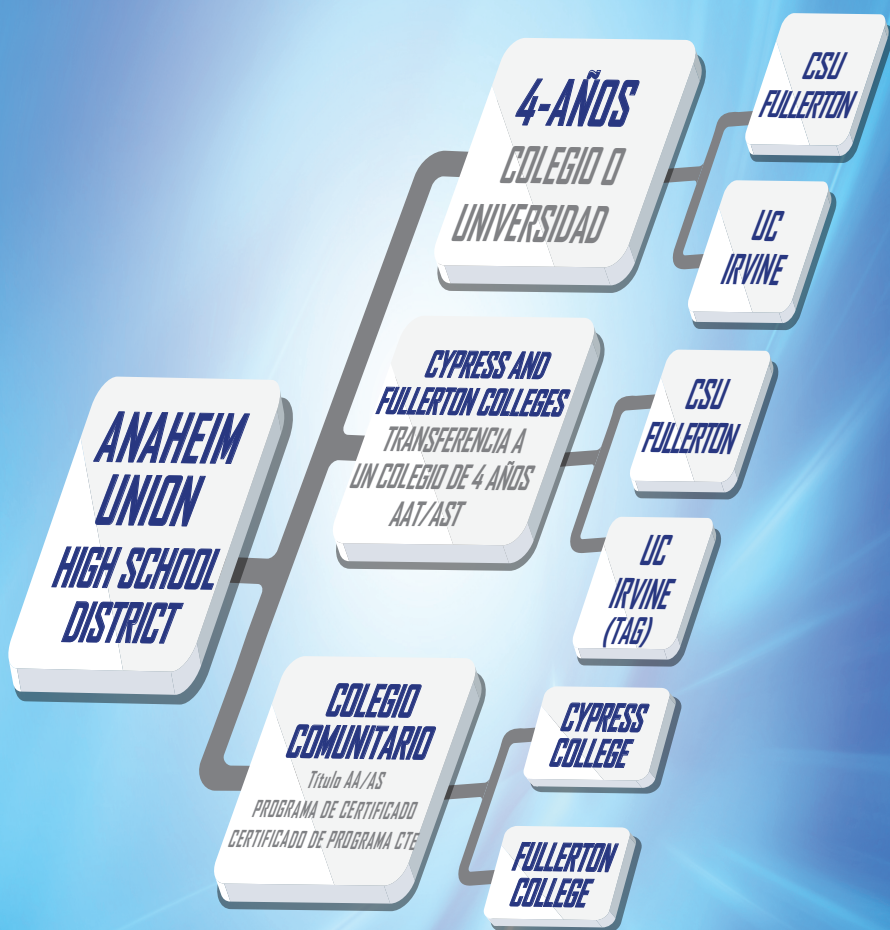 ANAHEIM
UNION
HIGH SCHOOL
DISTRICT
4-AÑOS
COLEGIO O
UNIVERSIDAD
CSU
FULLERTON
UC
IRVINE
CYPRESS AND
FULLERTON COLLEGES
TRANSFERENCIA A
UN COLEGIO DE 4 AÑOS
AAT/AST
CSU
FULLERTON
UC
IRVINE
(TAG)
COLEGIO
COMUNITARIO
Título AA/AS
PROGRAMA DE CERTIFICADO
CERTIFICADO DE PROGRAMA CTE
CYPRESS
COLLEGE
FULLERTON
COLLEGE